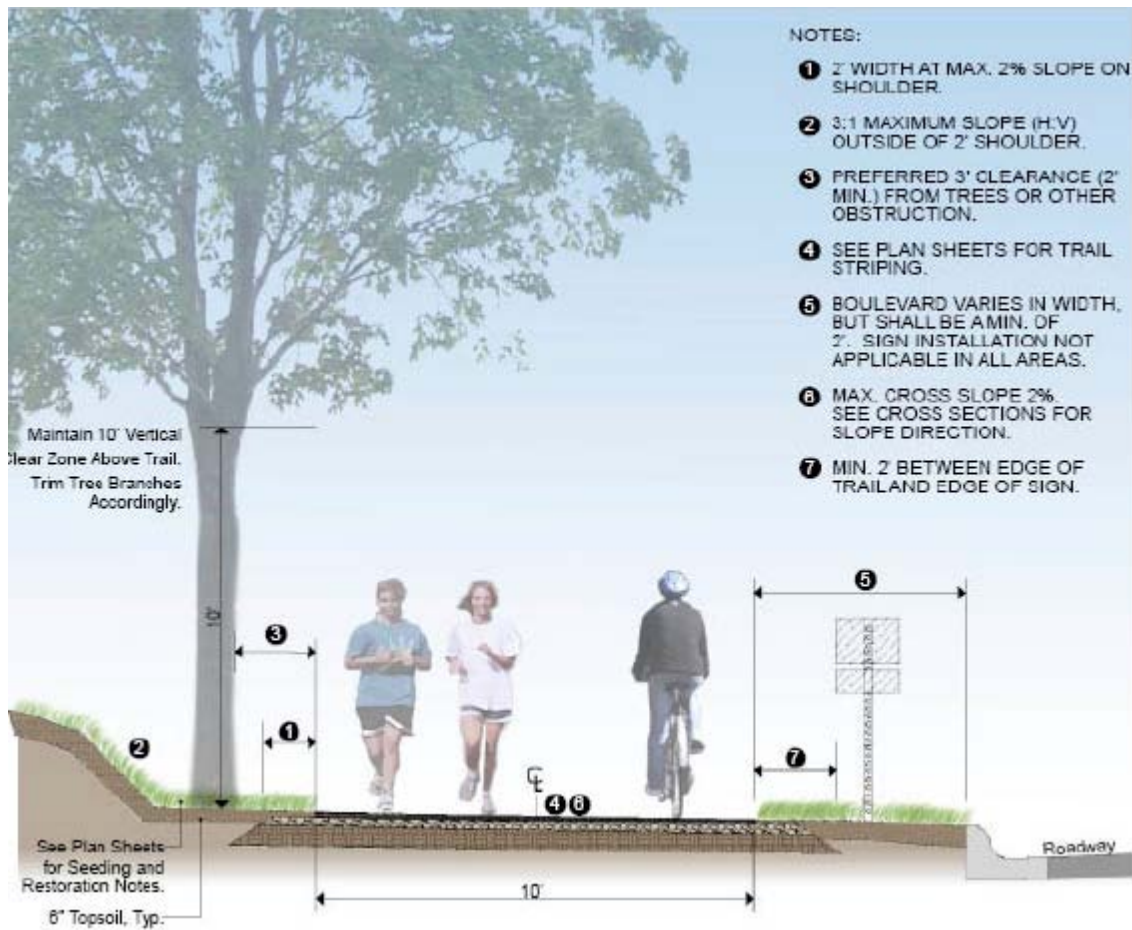 NOTES:
1 2' WIDTH AT MAX. 2% SLOPE ON
SHOULDER.
2 3:1 MAXIMUM SLOPE (H:V)
OUTSIDE OF 2' SHOULDER.
3 PREFERRED 3' CLEARANCE (2'
MIN.) FROM TREES OR OTHER
OBSTRUCTION.
4 SEE PLAN SHEETS FOR TRAIL
STRIPING.
5 BOULEVARD VARIES IN WIDTH,
BUT SHALL BE A MIN. OF
2'. SIGN INSTALLATION NOT
APPLICABLE IN ALL AREAS.
6 MAX. CROSS SLOPE 2%.
SEE CROSS SECTIONS FOR
SLOPE DIRECTION.
7 MIN. 2' BETWEEN EDGE OF
TRAIL AND EDGE OF SIGN.
Maintain 10' Vertical
Clear Zone Above Trail.
Trim Tree Branches
Accordingly.
10'
3
5
1
2
7
CL
4 6
See Plan Sheets
for Seeding and
Restoration Notes.
6" Topsoil, Typ.
10'
Roadway